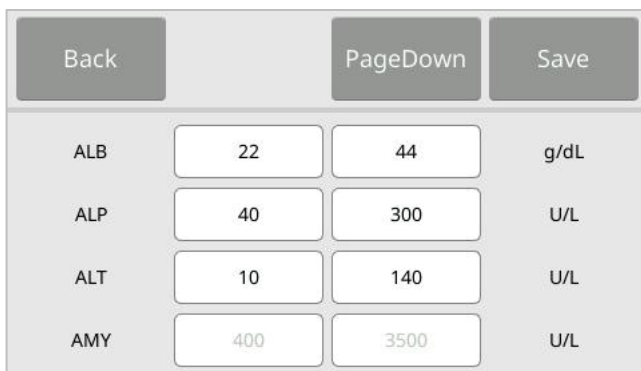 Back PageDown Save
ALB 22 44 g/dL
ALP 40 300 U/L
ALT 10 140 U/L
AMY 400 3500 U/L